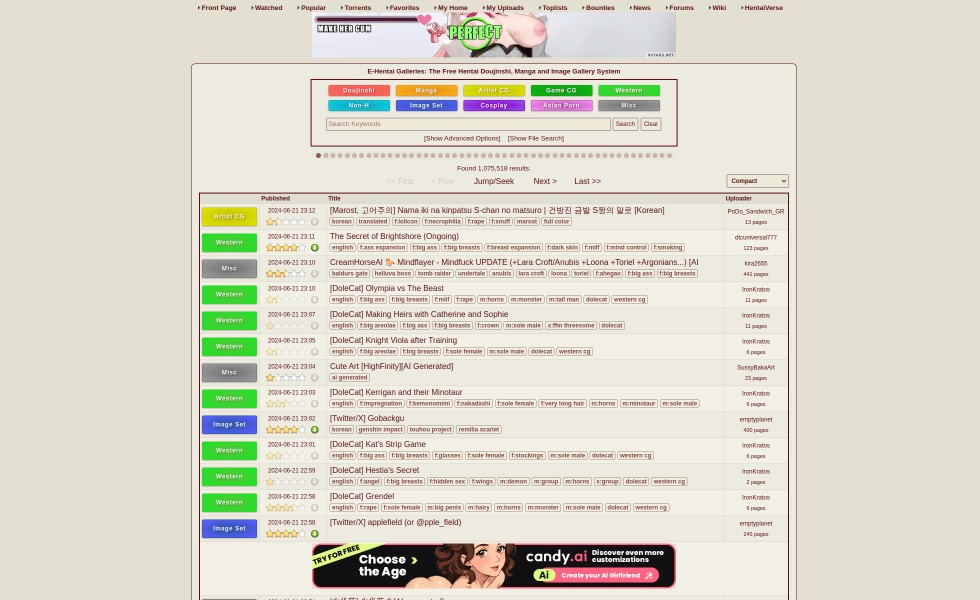 Front Page Watched Popular Torrents Favorites My Home My Uploads Toplists Bounties News Forums Wiki HentaiVerse
MAKE HER CUM
PERFECT
NUTAKU.NET
E-Hentai Galleries: The Free Hentai Doujinshi, Manga and Image Gallery System
Doujinshi Manga Artist CG Game CG Western
Non-H Image Set Cosplay Asian Porn Misc
Search Keywords Search Clear
[Show Advanced Options] [Show File Search]
Found 1,075,518 results.
<< First < Prev Jump/Seek Next > Last >> Compact
Published Title Uploader
Artist CG 2024-06-21 23:12 [Marost, 고어주의] Nama iki na kinpatsu S-chan no matsuro | 건방진 금발 S짱의 말로 [Korean] PoDo_Sandwich_GR
korean translated f:lolicon f:necrophilia f:rape f:snuff marost full color 13 pages
Western 2024-06-21 23:11 The Secret of Brightshore (Ongoing) dtcuniversal777
english f:ass expansion f:big ass f:big breasts f:breast expansion f:dark skin f:milf f:mind control f:smoking 123 pages
Misc 2024-06-21 23:10 CreamHorseAI 🐎 Mindflayer - Mindfuck UPDATE (+Lara Croft/Anubis +Loona +Toriel +Argonians...) [AI kira2655
baldurs gate helluva boss tomb raider undertale anubis lara croft loona toriel f:ahegao f:big ass f:big breasts 441 pages
Western 2024-06-21 23:10 [DoleCat] Olympia vs The Beast IronKratos
english f:big ass f:big breasts f:milf f:rape m:horns m:monster m:tall man dolecat western cg 11 pages
Western 2024-06-21 23:07 [DoleCat] Making Heirs with Catherine and Sophie IronKratos
english f:big areolae f:big ass f:big breasts f:crown m:sole male x:ffm threesome dolecat 11 pages
Western 2024-06-21 23:05 [DoleCat] Knight Viola after Training IronKratos
english f:big areolae f:big breasts f:sole female m:sole male dolecat western cg 6 pages
Misc 2024-06-21 23:04 Cute Art [HighFinity][AI Generated] SussyBakaArt
ai generated 23 pages
Western 2024-06-21 23:03 [DoleCat] Kerrigan and their Minotaur IronKratos
english f:impregnation f:kemonomimi f:nakadashi f:sole female f:very long hair m:horns m:minotaur m:sole male 6 pages
Image Set 2024-06-21 23:02 [Twitter/X] Gobackgu emptyplanet
korean genshin impact touhou project remilia scarlet 400 pages
Western 2024-06-21 23:01 [DoleCat] Kat's Strip Game IronKratos
english f:big ass f:big breasts f:glasses f:sole female f:stockings m:sole male dolecat western cg 6 pages
Western 2024-06-21 22:59 [DoleCat] Hestia's Secret IronKratos
english f:angel f:big breasts f:hidden sex f:wings m:demon m:group m:horns x:group dolecat western cg 2 pages
Western 2024-06-21 22:58 [DoleCat] Grendel IronKratos
english f:rape f:sole female m:big penis m:hairy m:horns m:monster m:sole male dolecat western cg 6 pages
Image Set 2024-06-21 22:58 [Twitter/X] applefield (or @pple_field) emptyplanet
245 pages
TRY FOR FREE
Choose the Age
candy.ai Discover even more customizations
Ai Create your AI Girlfriend